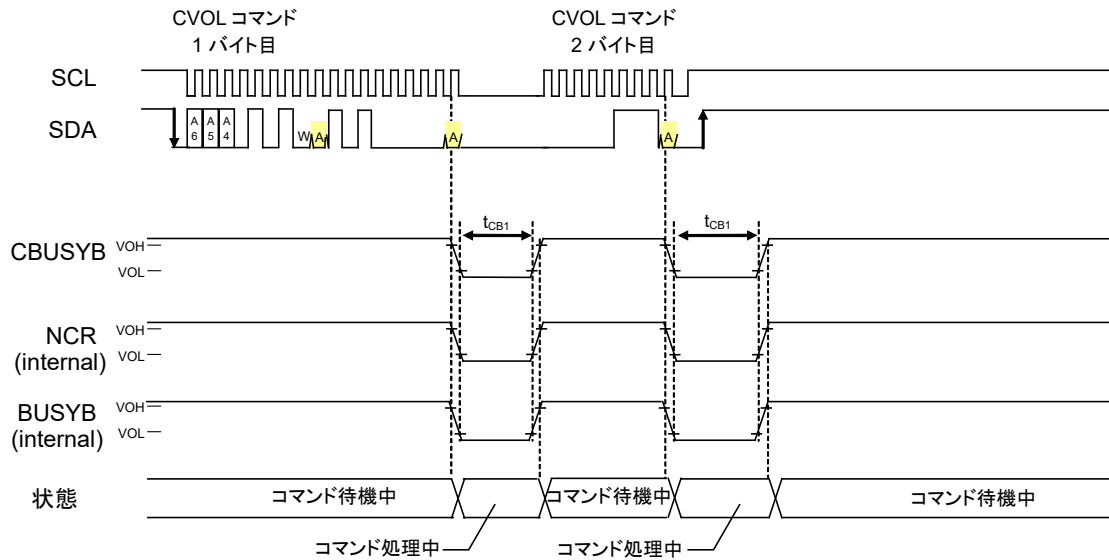 CVOL コマンド
1 バイト目
CVOL コマンド
2 バイト目
SCL
SDA
A6
A5
A4
W
A
A
A
tCB1
tCB1
CBUSYB
VOH
VOL
NCR
(internal)
VOH
VOL
BUSYB
(internal)
VOH
VOL
状態
コマンド待機中
コマンド待機中
コマンド待機中
コマンド処理中
コマンド処理中